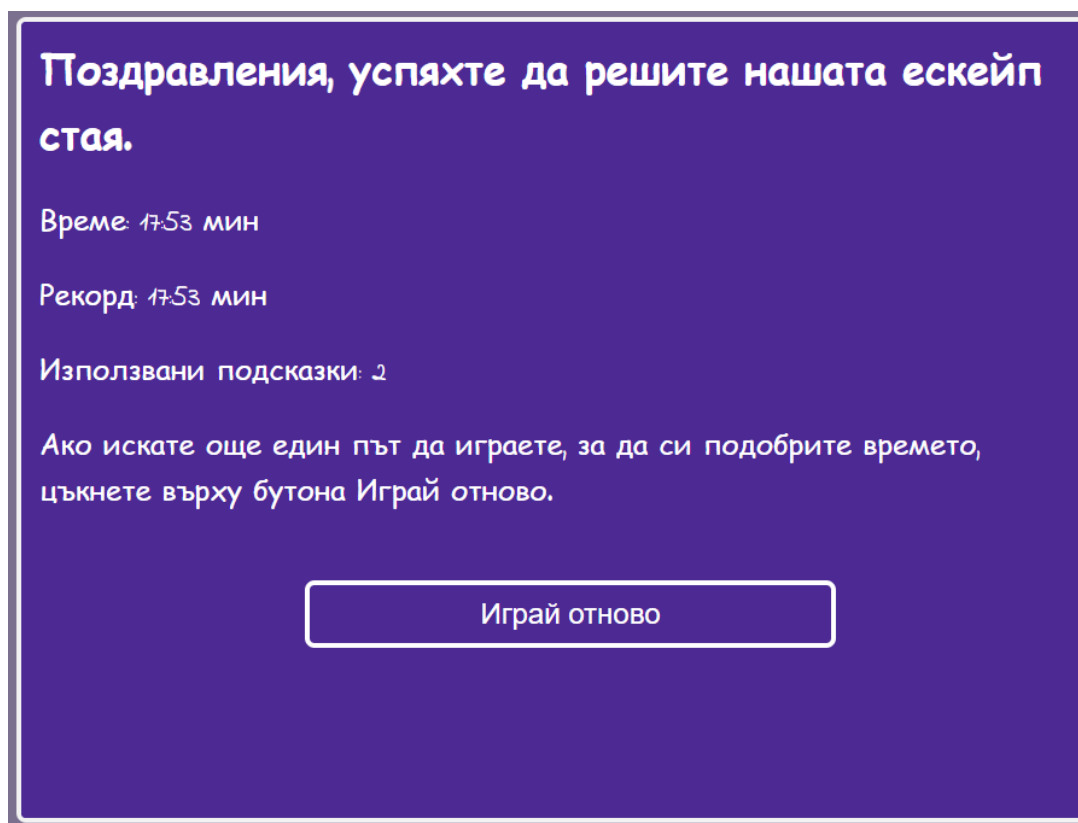 Поздравления, успяхте да решите нашата ескейп
стая.
Време: 17:53 мин
Рекорд: 17:53 мин
Използвани подсказки: 2
Ако искате още един път да играете, за да си подобрите времето,
цъкнете върху бутона Играй отново.
Играй отново